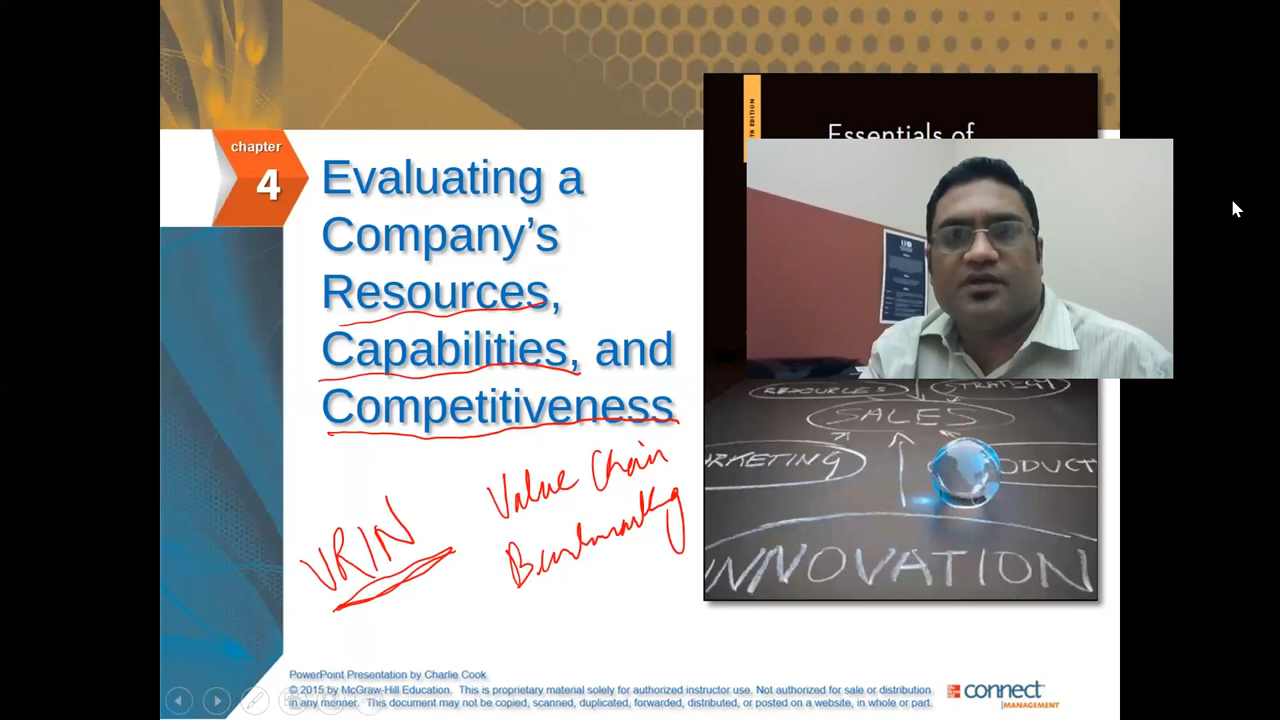 chapter
4
Evaluating a
Company's
Resources,
Capabilities, and
Competitiveness
VRIN
Value Chain
Benchmarking
TH EDITION
Essentials of
RESOURCES
STRATEGY
SALES
RKETING
ODUCT
INNOVATION
PowerPoint Presentation by Charlie Cook
© 2015 by McGraw-Hill Education. This is proprietary material solely for authorized instructor use. Not authorized for sale or distribution
in any manner. This document may not be copied, scanned, duplicated, forwarded, distributed, or posted on a website, in whole or part.
connect
MANAGEMENT